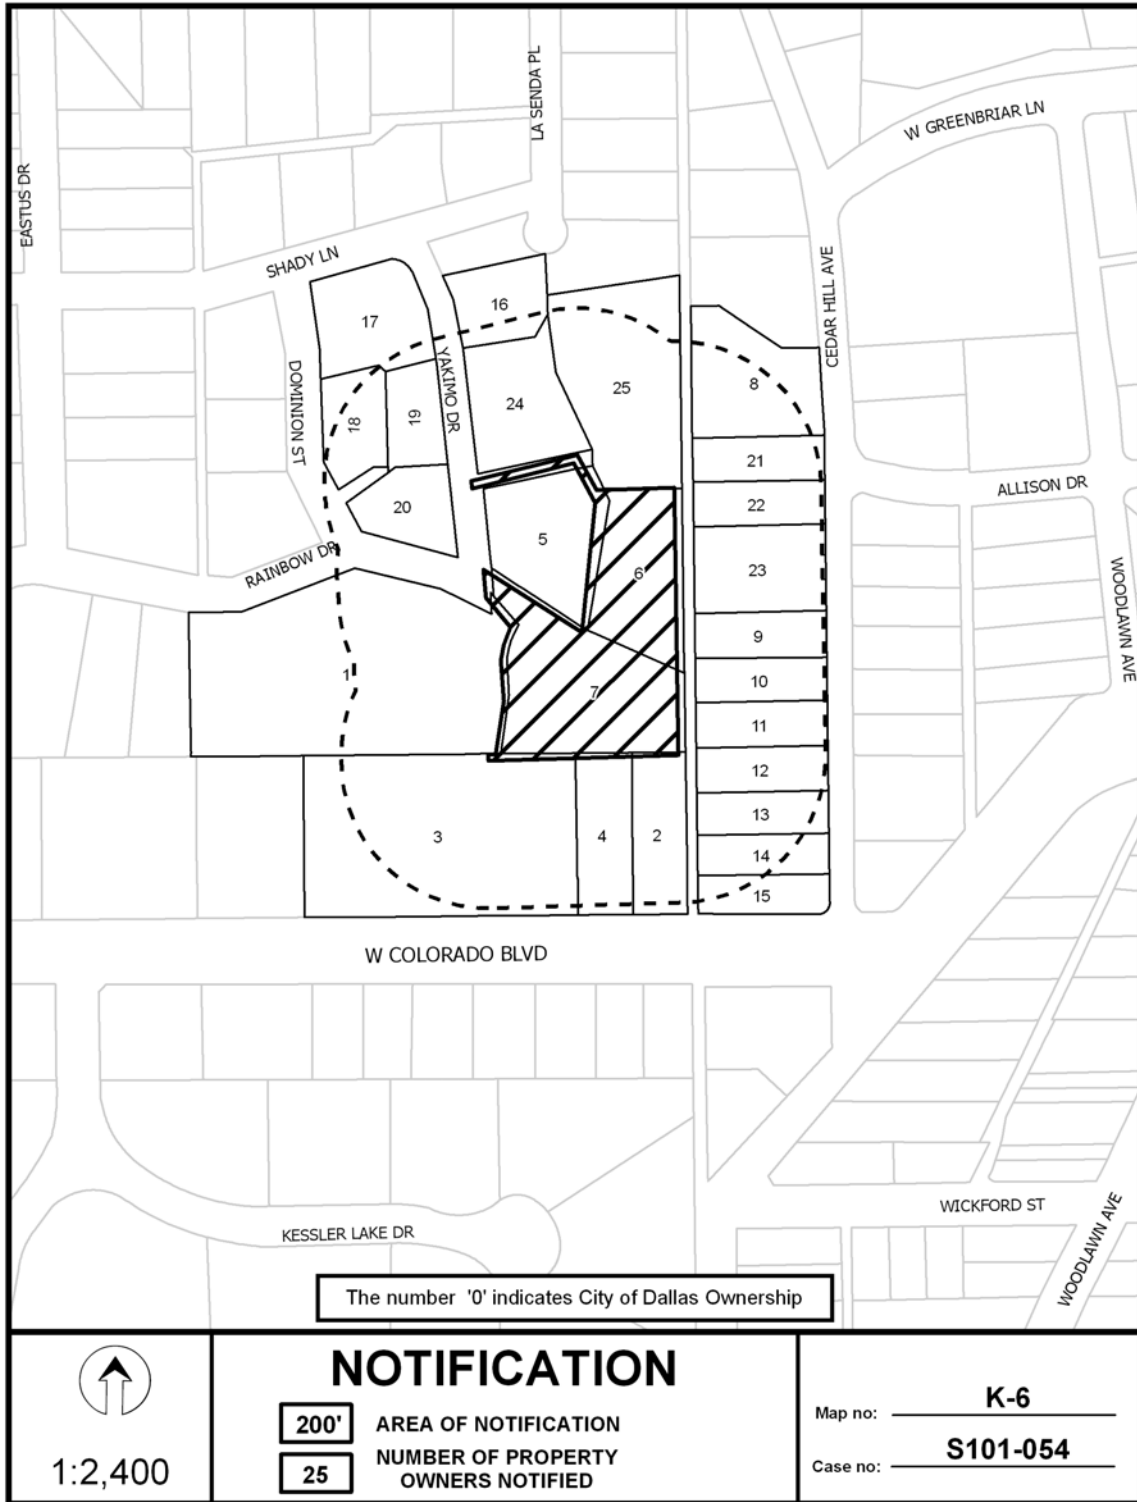 LA SENDA PL
W GREENBRIAR LN
EASTUS DR
SHADY LN
CEDAR HILL AVE
16
17
YAKIMO DR
DOMINION ST
8
25
24
18
19
21
ALLISON DR
22
20
5
RAINBOW DR
6
23
WOODLAWN AVE
9
1
7
10
11
12
13
3
4
2
14
15
W COLORADO BLVD
WICKFORD ST
KESSLER LAKE DR
WOODLAWN AVE
The number '0' indicates City of Dallas Ownership
1:2,400
NOTIFICATION
200' AREA OF NOTIFICATION
25 NUMBER OF PROPERTY
OWNERS NOTIFIED
Map no: K-6
Case no: S101-054